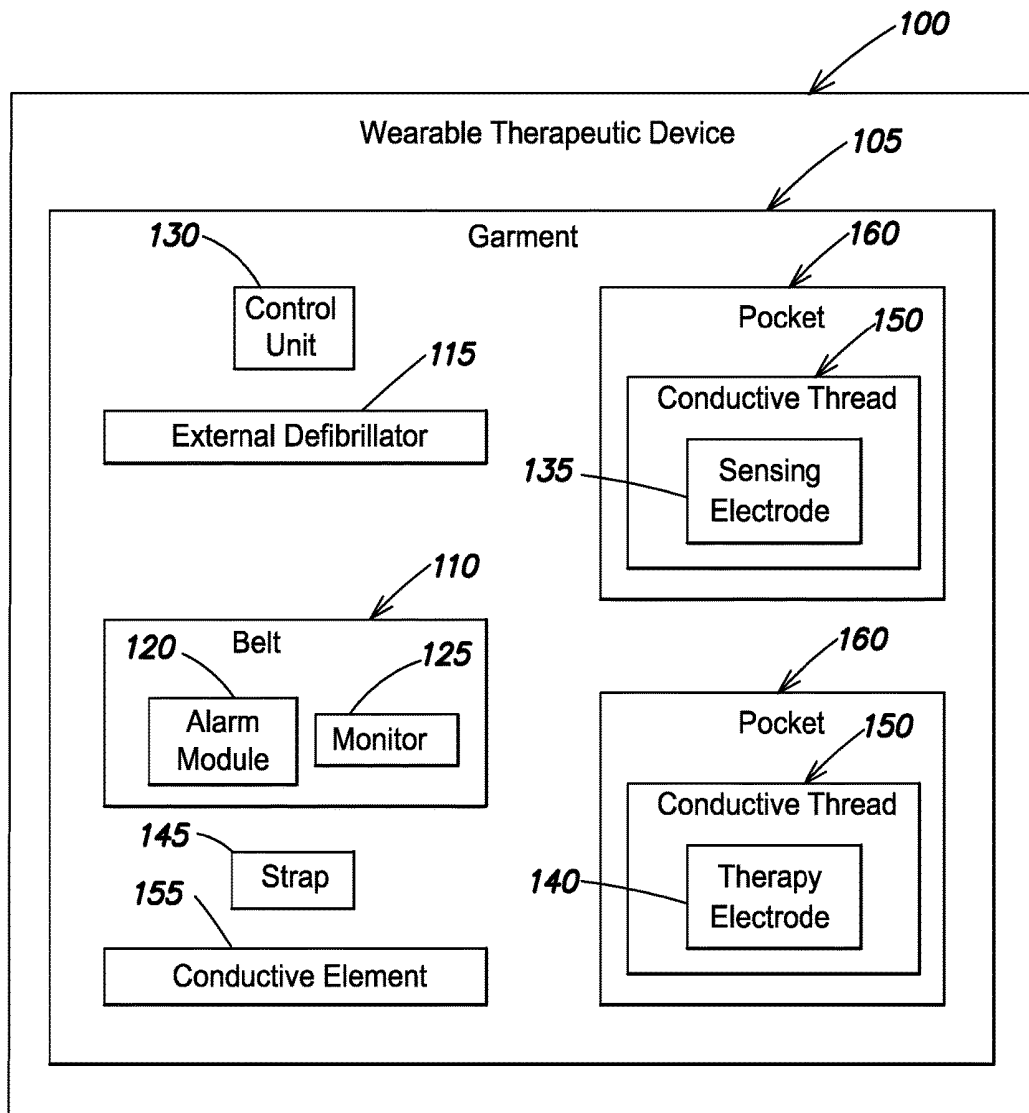 100
Wearable Therapeutic Device
105
Garment
130
Control
Unit
115
External Defibrillator
160
Pocket
150
Conductive Thread
135
Sensing
Electrode
110
Belt
120
Alarm
Module
125
Monitor
160
Pocket
150
Conductive Thread
140
Therapy
Electrode
145
Strap
155
Conductive Element